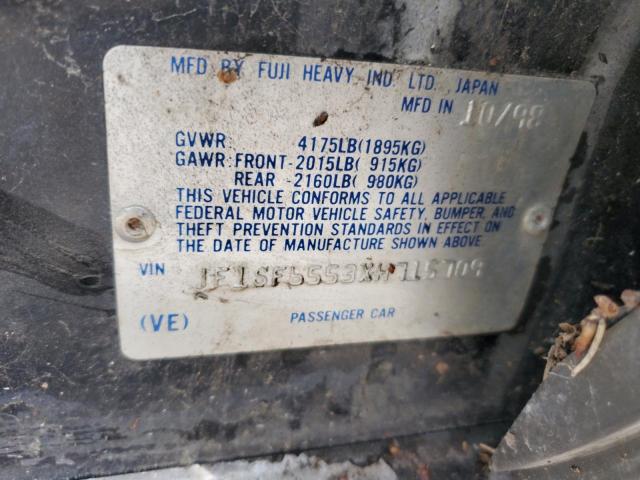 MFD BY FUJI HEAVY IND. LTD., JAPAN
MFD IN 10/98
GVWR 4175LB(1895KG)
GAWR:FRONT-2015LB( 915KG)
REAR -2160LB( 980KG)
THIS VEHICLE CONFORMS TO ALL APPLICABLE
FEDERAL MOTOR VEHICLE SAFETY, BUMPER, AND
THEFT PREVENTION STANDARDS IN EFFECT ON
THE DATE OF MANUFACTURE SHOWN ABOVE
VIN JF1SF6553XH715709
(VE) PASSENGER CAR